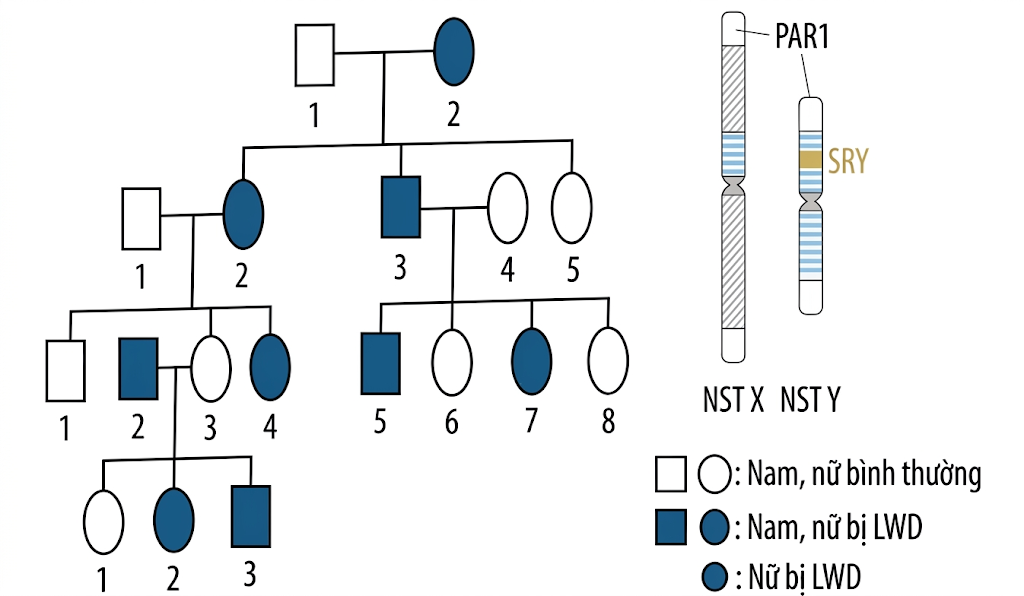 PAR1
1
2
SRY
1
2
3
4
5
1
2
3
4
5
6
7
8
NST X
NST Y
: Nam, nữ bình thường
: Nam, nữ bị LWD
: Nữ bị LWD
1
2
3